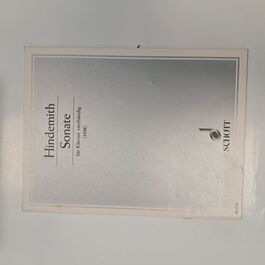 Hindemith
Sonate
für Klavier vierhändig
(1938)
SCHOTT